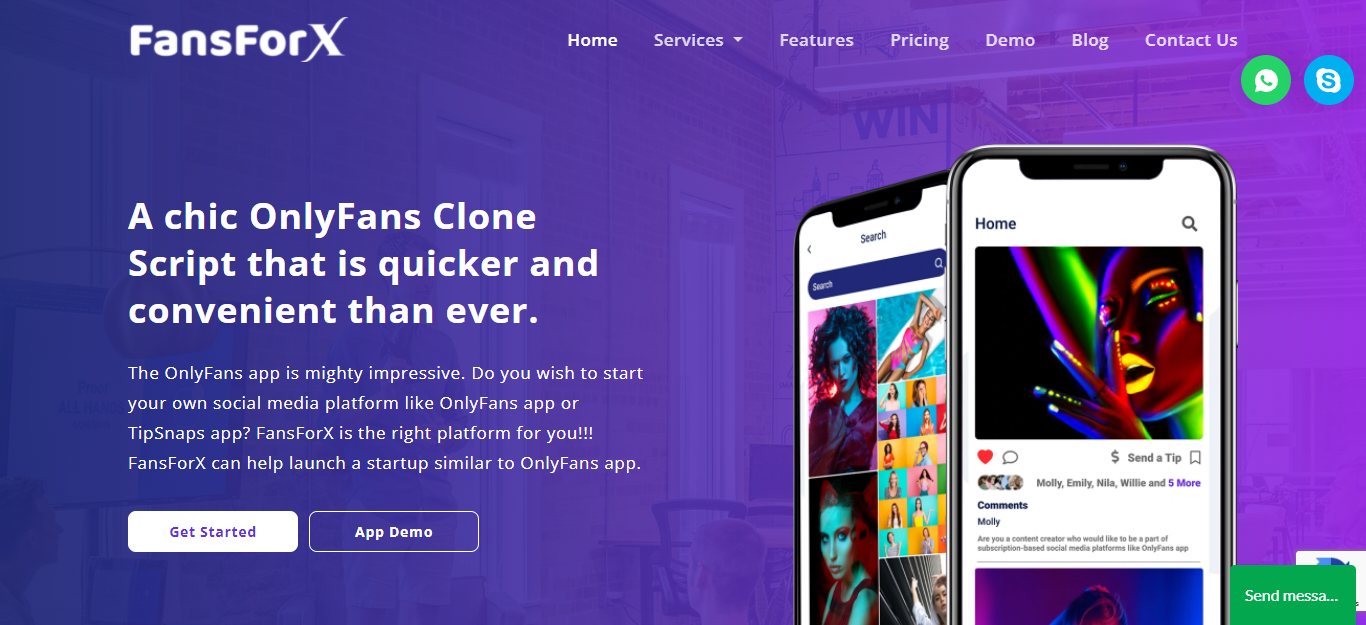 FansForX
Home Services Features Pricing Demo Blog Contact Us
WIN
A chic OnlyFans Clone
Script that is quicker and
convenient than ever.
The OnlyFans app is mighty impressive. Do you wish to start
your own social media platform like OnlyFans app or
TipSnaps app? FansForX is the right platform for you!!!
FansForX can help launch a startup similar to OnlyFans app.
Get Started App Demo
Search
Search
Home
$ Send a Tip
Molly, Emily, Nila, Willie and 5 More
Comments
Molly
Are you a content creator who would like to be a part of
subscription-based social media platforms like OnlyFans app
Send messa...